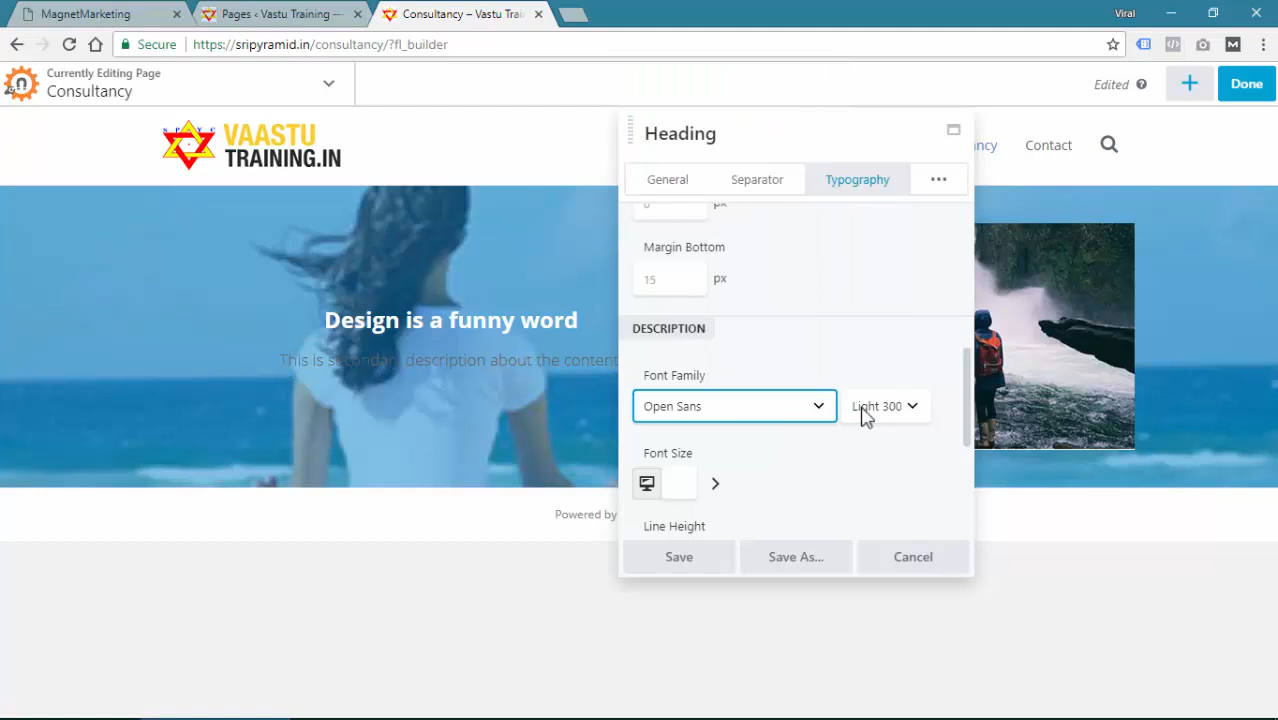 MagnetMarketing
Pages ‹ Vastu Training —
Consultancy – Vastu Trai
Viral
Secure
https://sripyramid.in/consultancy/?fl_builder
Currently Editing Page
Consultancy
Edited
Done
S P Y C
VAASTU
TRAINING.IN
ncy
Contact
Heading
General
Separator
Typography
px
Margin Bottom
15
px
DESCRIPTION
Font Family
Open Sans
Light 300
Font Size
Line Height
Save
Save As...
Cancel
Design is a funny word
This is secondary description about the content
Powered by